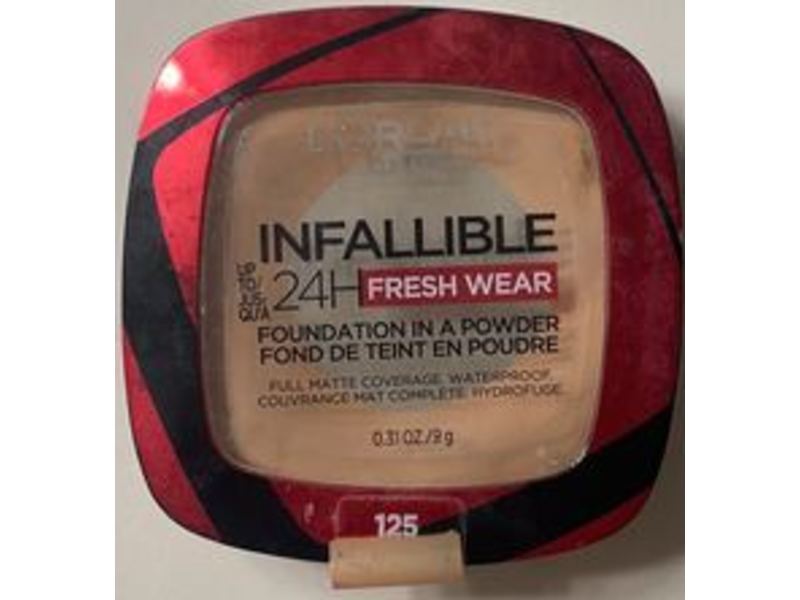 INFALLIBLE
UP TO/ JUSQU'À
24H FRESH WEAR
FOUNDATION IN A POWDER
FOND DE TEINT EN POUDRE
FULL MATTE COVERAGE. WATERPROOF.
COUVRANCE MAT COMPLÈTE. HYDROFUGE.
0.31 OZ./9 g
125